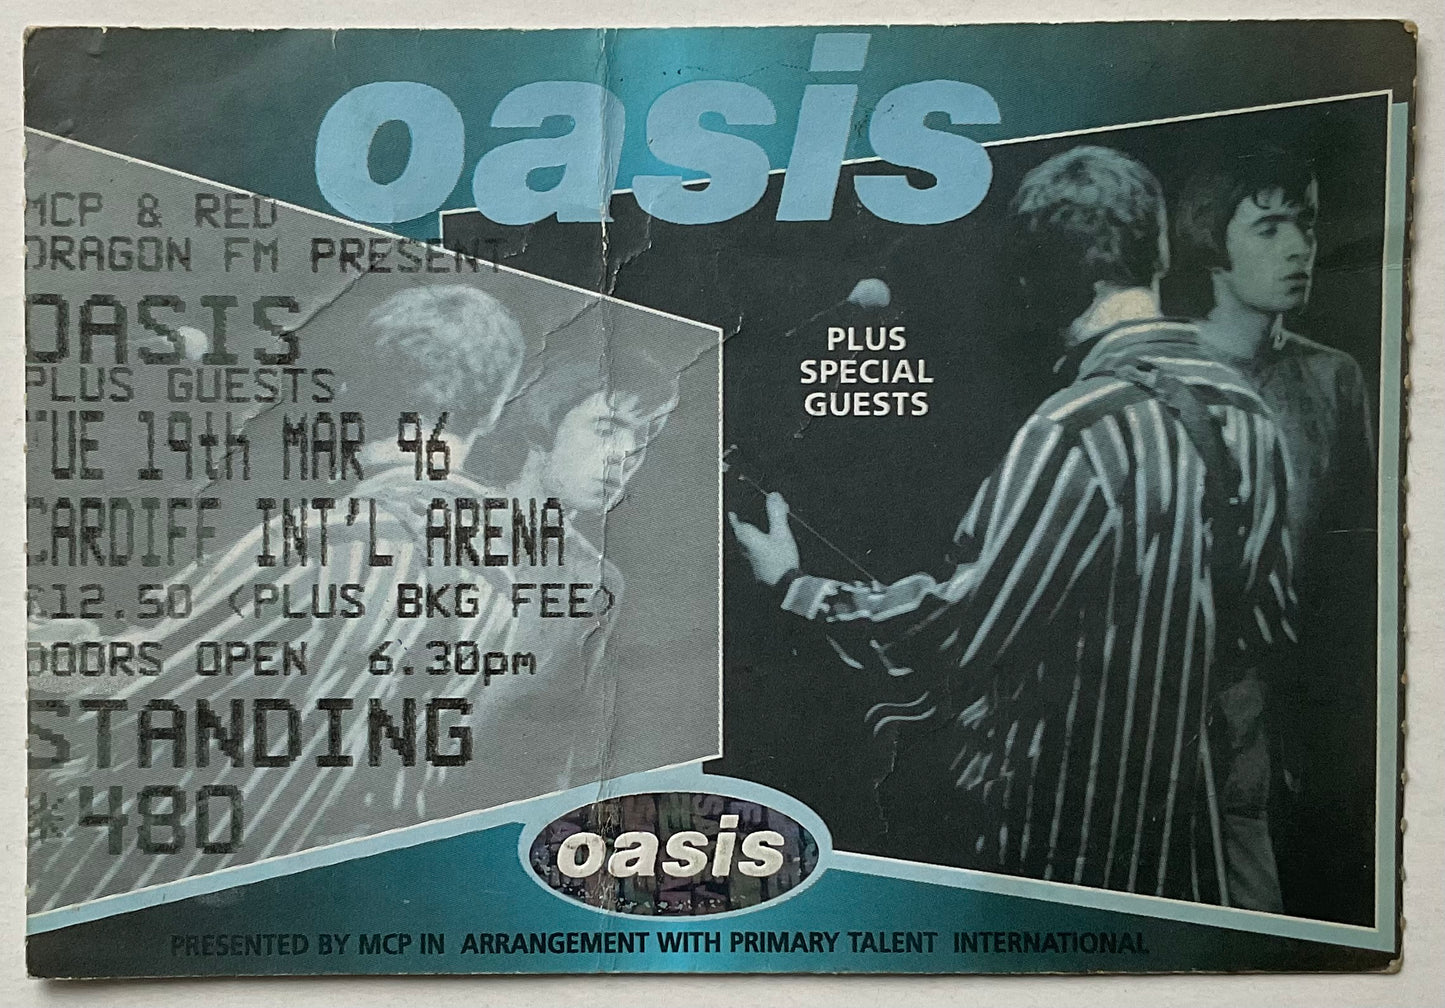 oasis
MCP & RED
DRAGON FM PRESENT
OASIS
PLUS GUESTS
TUE 19th MAR 96
CARDIFF INT'L ARENA
£12.50 (PLUS BKG FEE)
DOORS OPEN 6.30pm
STANDING
*480
PLUS
SPECIAL
GUESTS
oasis
PRESENTED BY MCP IN ARRANGEMENT WITH PRIMARY TALENT INTERNATIONAL